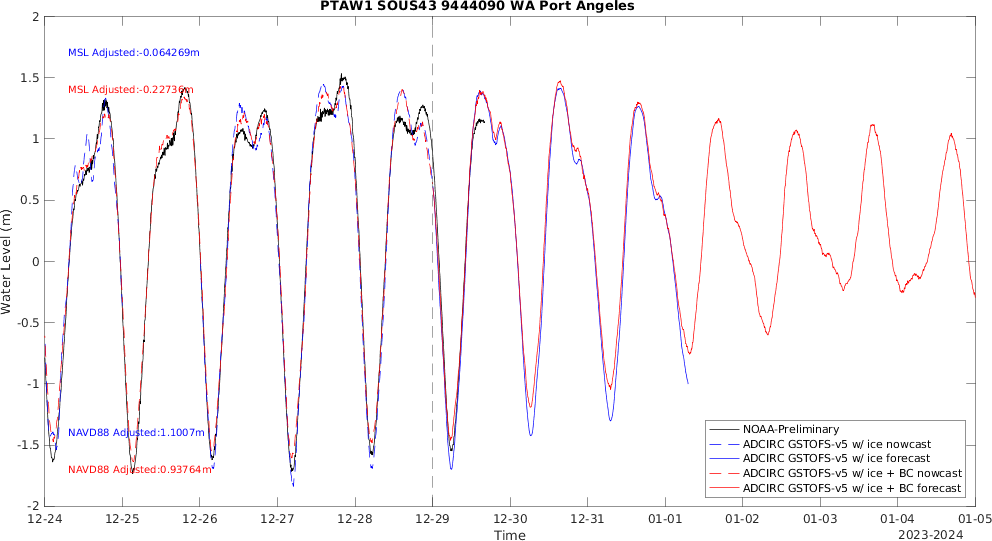 PTAW1 SOUS43 9444090 WA Port Angeles
2
1.5
1
0.5
0
-0.5
-1
-1.5
-2
Water Level (m)
MSL Adjusted:-0.064269m
MSL Adjusted:-0.22736m
NAVD88 Adjusted:1.1007m
NAVD88 Adjusted:0.93764m
NOAA-Preliminary
ADCIRC GSTOFS-v5 w/ ice nowcast
ADCIRC GSTOFS-v5 w/ ice forecast
ADCIRC GSTOFS-v5 w/ ice + BC nowcast
ADCIRC GSTOFS-v5 w/ ice + BC forecast
12-24 12-25 12-26 12-27 12-28 12-29 12-30 12-31 01-01 01-02 01-03 01-04 01-05
Time
2023-2024